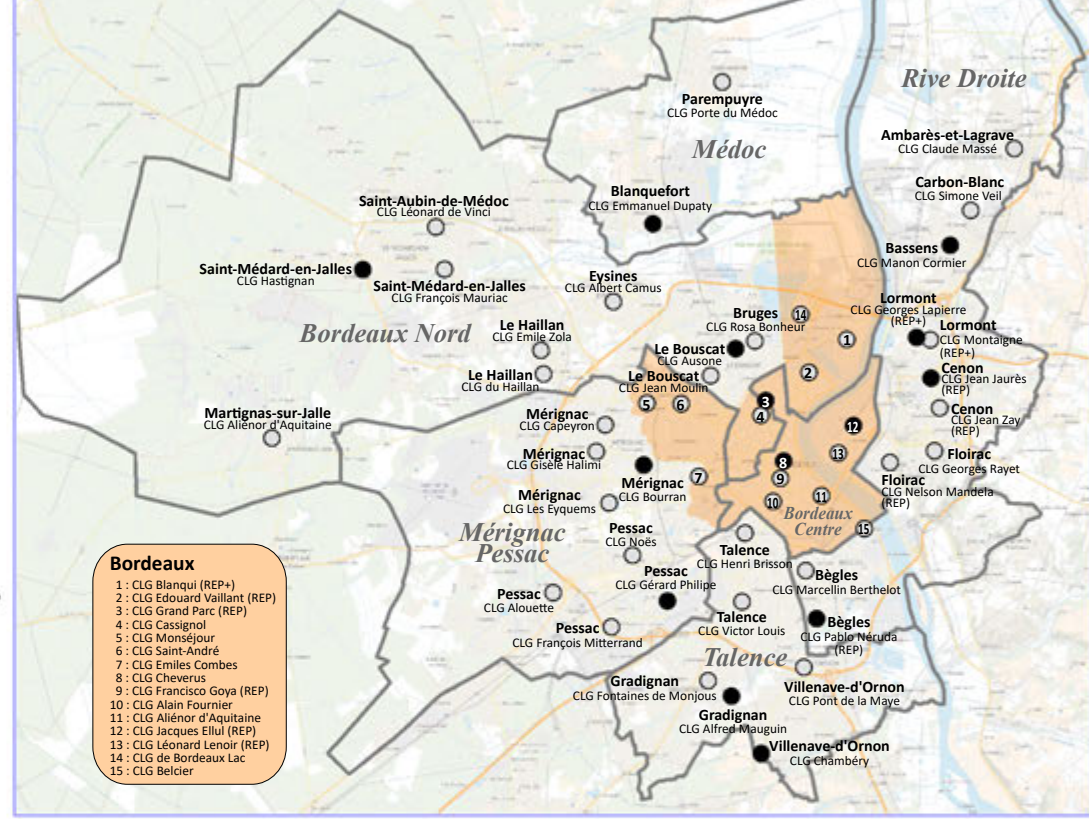 Rive Droite
Parempuyre
CLG Porte du Médoc
Médoc
Ambarès-et-Lagrave
CLG Claude Massé
Carbon-Blanc
CLG Simone Veil
Blanquefort
CLG Emmanuel Dupaty
Saint-Aubin-de-Médoc
CLG Léonard de Vinci
Bassens
CLG Manon Cormier
Saint-Médard-en-Jalles
CLG Hastignan
Saint-Médard-en-Jalles
CLG François Mauriac
Eysines
CLG Albert Camus
Lormont
CLG Georges Lapierre
(REP+)
Bruges
CLG Rosa Bonheur
14
1
Lormont
CLG Montaigne
(REP+)
Bordeaux Nord
Le Haillan
CLG Emile Zola
Le Bouscat
CLG Ausone
Le Haillan
CLG du Haillan
Le Bouscat
CLG Jean Moulin
2
Cenon
CLG Jean Jaurès
(REP)
5
6
3
4
Cenon
CLG Jean Zay
(REP)
Martignas-sur-Jalle
CLG Aliénor d'Aquitaine
Mérignac
CLG Capeyron
12
Mérignac
CLG Gisèle Halimi
13
Floirac
CLG Georges Rayet
8
Mérignac
CLG Bourran
7
9
Floirac
CLG Nelson Mandela
(REP)
Mérignac
CLG Les Eyquems
10
11
Bordeaux
Centre
15
Mérignac
Pessac
Pessac
CLG Noës
Talence
CLG Henri Brisson
Pessac
CLG Gérard Philipe
Bègles
CLG Marcellin Berthelot
Pessac
CLG Alouette
Talence
CLG Victor Louis
Bègles
CLG Pablo Néruda
(REP)
Pessac
CLG François Mitterrand
Talence
Gradignan
CLG Fontaines de Monjous
Villenave-d'Ornon
CLG Pont de la Maye
Gradignan
CLG Alfred Mauguin
Villenave-d'Ornon
CLG Chambéry
Bordeaux
1 : CLG Blanqui (REP+)
2 : CLG Edouard Vaillant (REP)
3 : CLG Grand Parc (REP)
4 : CLG Cassignol
5 : CLG Monséjour
6 : CLG Saint-André
7 : CLG Emiles Combes
8 : CLG Cheverus
9 : CLG Francisco Goya (REP)
10 : CLG Alain Fournier
11 : CLG Aliénor d'Aquitaine
12 : CLG Jacques Ellul (REP)
13 : CLG Léonard Lenoir (REP)
14 : CLG de Bordeaux Lac
15 : CLG Belcier